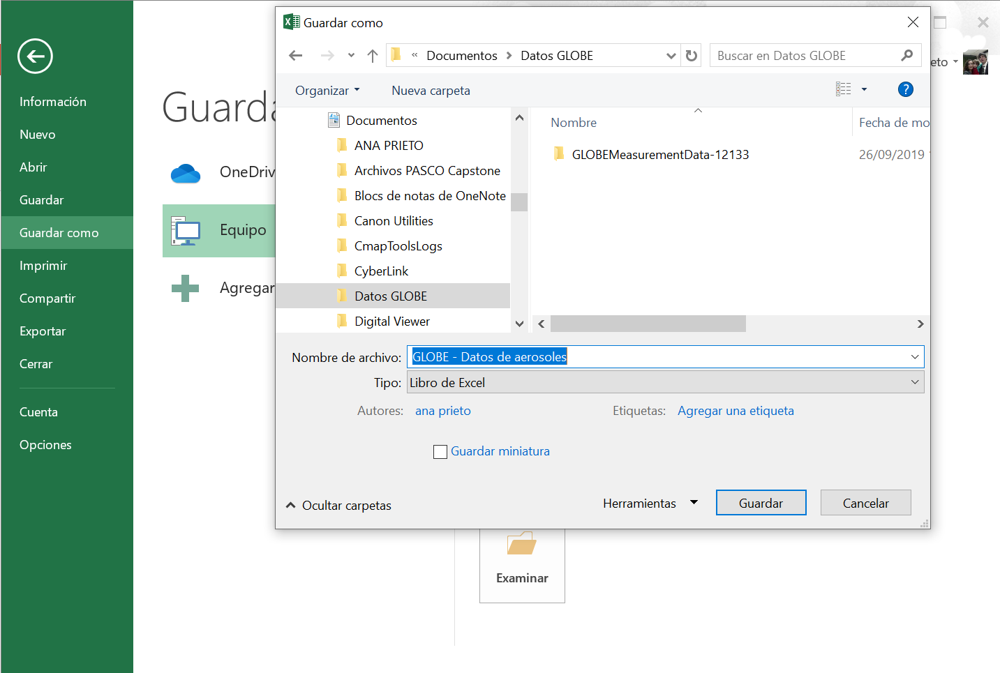 Guardar como
« Documentos > Datos GLOBE
Buscar en Datos GLOBE
Organizar
Nueva carpeta
Documentos
ANA PRIETO
Archivos PASCO Capstone
Blocs de notas de OneNote
Canon Utilities
CmapToolsLogs
CyberLink
Datos GLOBE
Digital Viewer
Nombre
Fecha de mo
GLOBEMeasurementData-12133
26/09/2019
Nombre de archivo: GLOBE - Datos de aerosoles
Tipo: Libro de Excel
Autores: ana prieto
Etiquetas: Agregar una etiqueta
Guardar miniatura
Ocultar carpetas
Herramientas
Guardar
Cancelar
Información
Nuevo
Abrir
Guardar
Guardar como
Imprimir
Compartir
Exportar
Cerrar
Cuenta
Opciones
Guarda
OneDriv
Equipo
Agregar
Examinar
eto